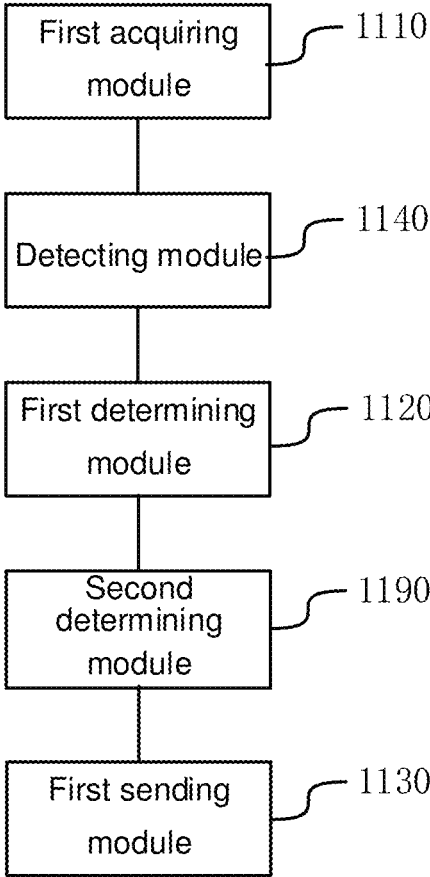 First acquiring
module
1110
Detecting module
1140
First determining
module
1120
Second
determining
module
1190
First sending
module
1130